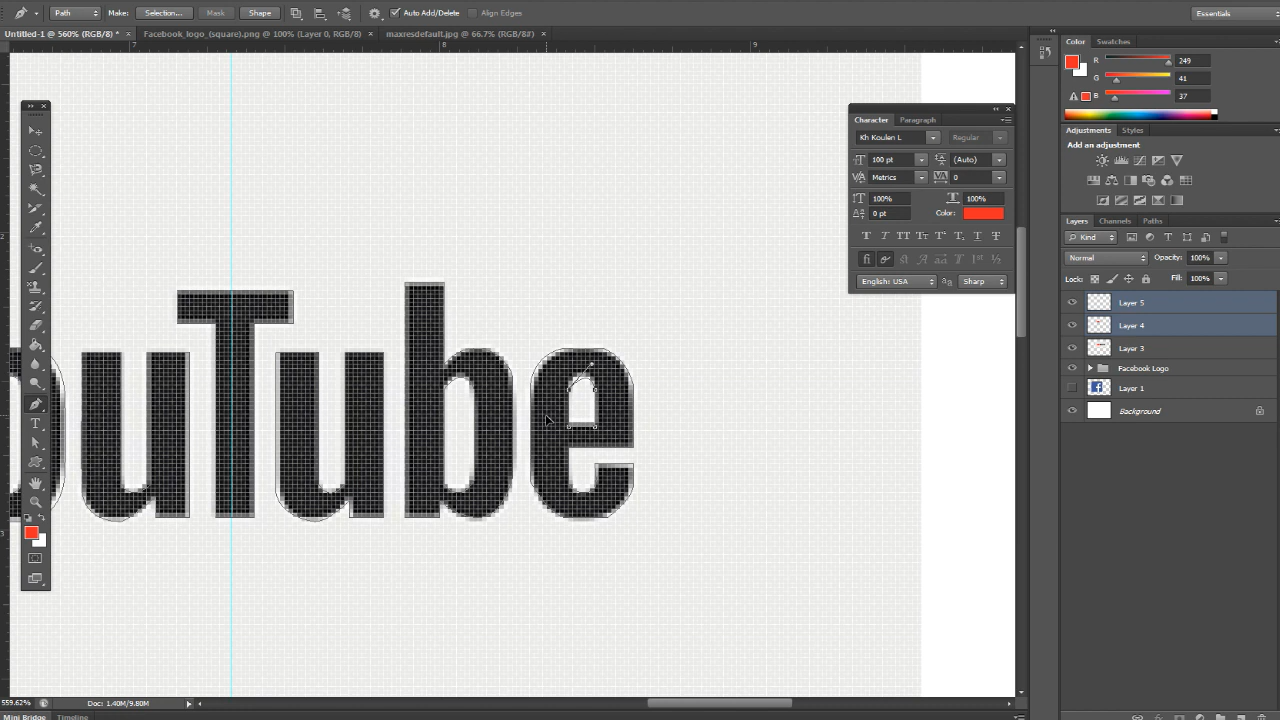 Path Make: Selection... Mask Shape Auto Add/Delete Align Edges Essentials
Untitled-1 @ 560% (RGB/8) * × Facebook_logo_(square).png @ 100% (Layer 0, RGB/8) × maxresdefault.jpg @ 66.7% (RGB/8#) ×
7 8 9
Color Swatches
R 249
G 41
B 37
Character Paragraph
Kh Koulen L Regular
100 pt (Auto)
Metrics 0
100% 100%
0 pt Color:
English: USA Sharp
Adjustments Styles
Add an adjustment
Layers Channels Paths
Kind
Normal Opacity: 100%
Lock: Fill: 100%
Layer 5
Layer 4
Layer 3
Facebook Logo
Layer 1
Background
ouTube
559.62% Doc: 1.40M/9.80M
Mini Bridge Timeline